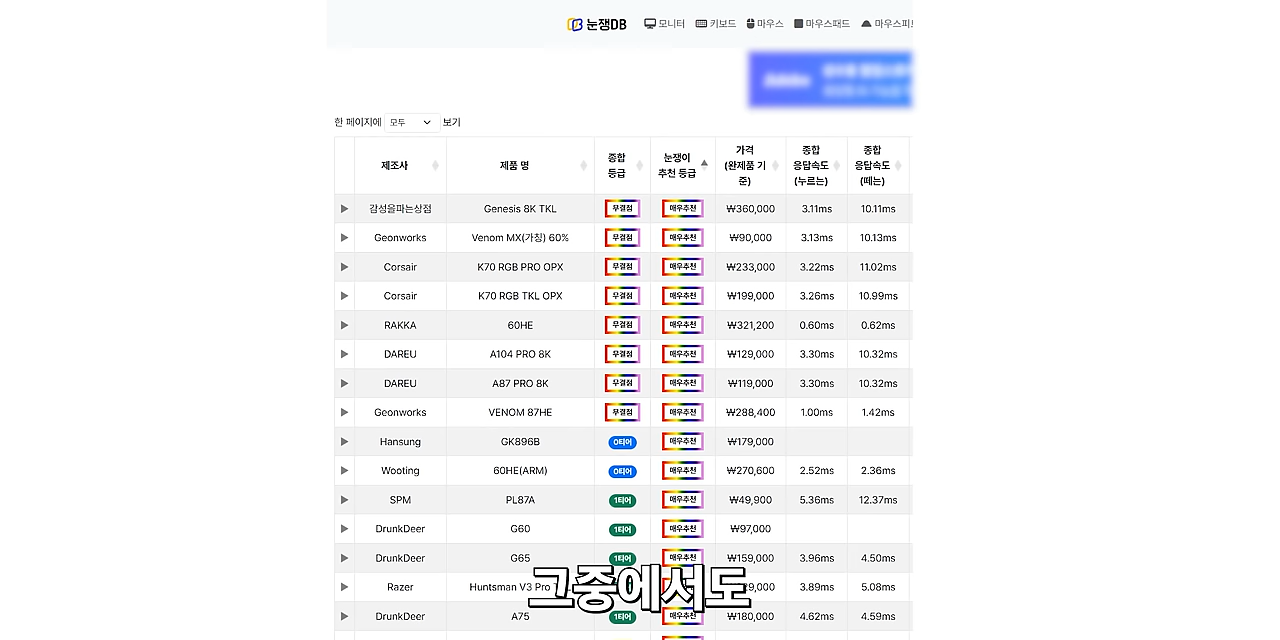 눈쟁DB 모니터 키보드 마우스 마우스패드 마우스피
한 페이지에 모두 보기
제조사 제품 명 종합 등급 눈쟁이 추천 등급 가격 (완제품 기준) 종합 응답속도 (누르는) 종합 응답속도 (떼는)
감성을파는상점 Genesis 8K TKL 무결점 매우추천 ₩360,000 3.11ms 10.11ms
Geonworks Venom MX(가칭) 60% 무결점 매우추천 ₩90,000 3.13ms 10.13ms
Corsair K70 RGB PRO OPX 무결점 매우추천 ₩233,000 3.22ms 11.02ms
Corsair K70 RGB TKL OPX 무결점 매우추천 ₩199,000 3.26ms 10.99ms
RAKKA 60HE 무결점 매우추천 ₩321,200 0.60ms 0.62ms
DAREU A104 PRO 8K 무결점 매우추천 ₩129,000 3.30ms 10.32ms
DAREU A87 PRO 8K 무결점 매우추천 ₩119,000 3.30ms 10.32ms
Geonworks VENOM 87HE 무결점 매우추천 ₩288,400 1.00ms 1.42ms
Hansung GK896B 0티어 매우추천 ₩179,000
Wooting 60HE(ARM) 0티어 매우추천 ₩270,600 2.52ms 2.36ms
SPM PL87A 1티어 매우추천 ₩49,900 5.36ms 12.37ms
DrunkDeer G60 1티어 매우추천 ₩97,000
DrunkDeer G65 1티어 매우추천 ₩159,000 3.96ms 4.50ms
Razer Huntsman V3 Pro 3.89ms 5.08ms
그중에서도
DrunkDeer A75 1티어 매우추천 ₩180,000 4.62ms 4.59ms